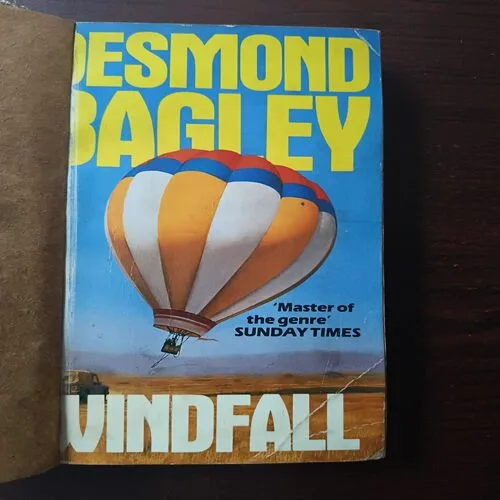 DESMOND
BAGLEY
'Master of
the genre'
SUNDAY TIMES
WINDFALL